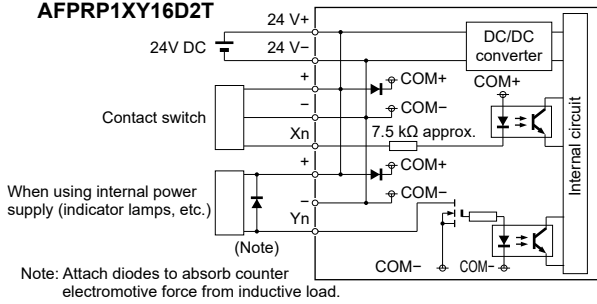 AFPRP1XY16D2T
24V DC
24 V+
24 V−
DC/DC
converter
+
COM+
COM+
−
COM−
Contact switch
Xn
7.5 kΩ approx.
Internal circuit
+
COM+
When using internal power
supply (indicator lamps, etc.)
−
COM−
Yn
(Note)
COM−
COM−
Note: Attach diodes to absorb counter
electromotive force from inductive load.